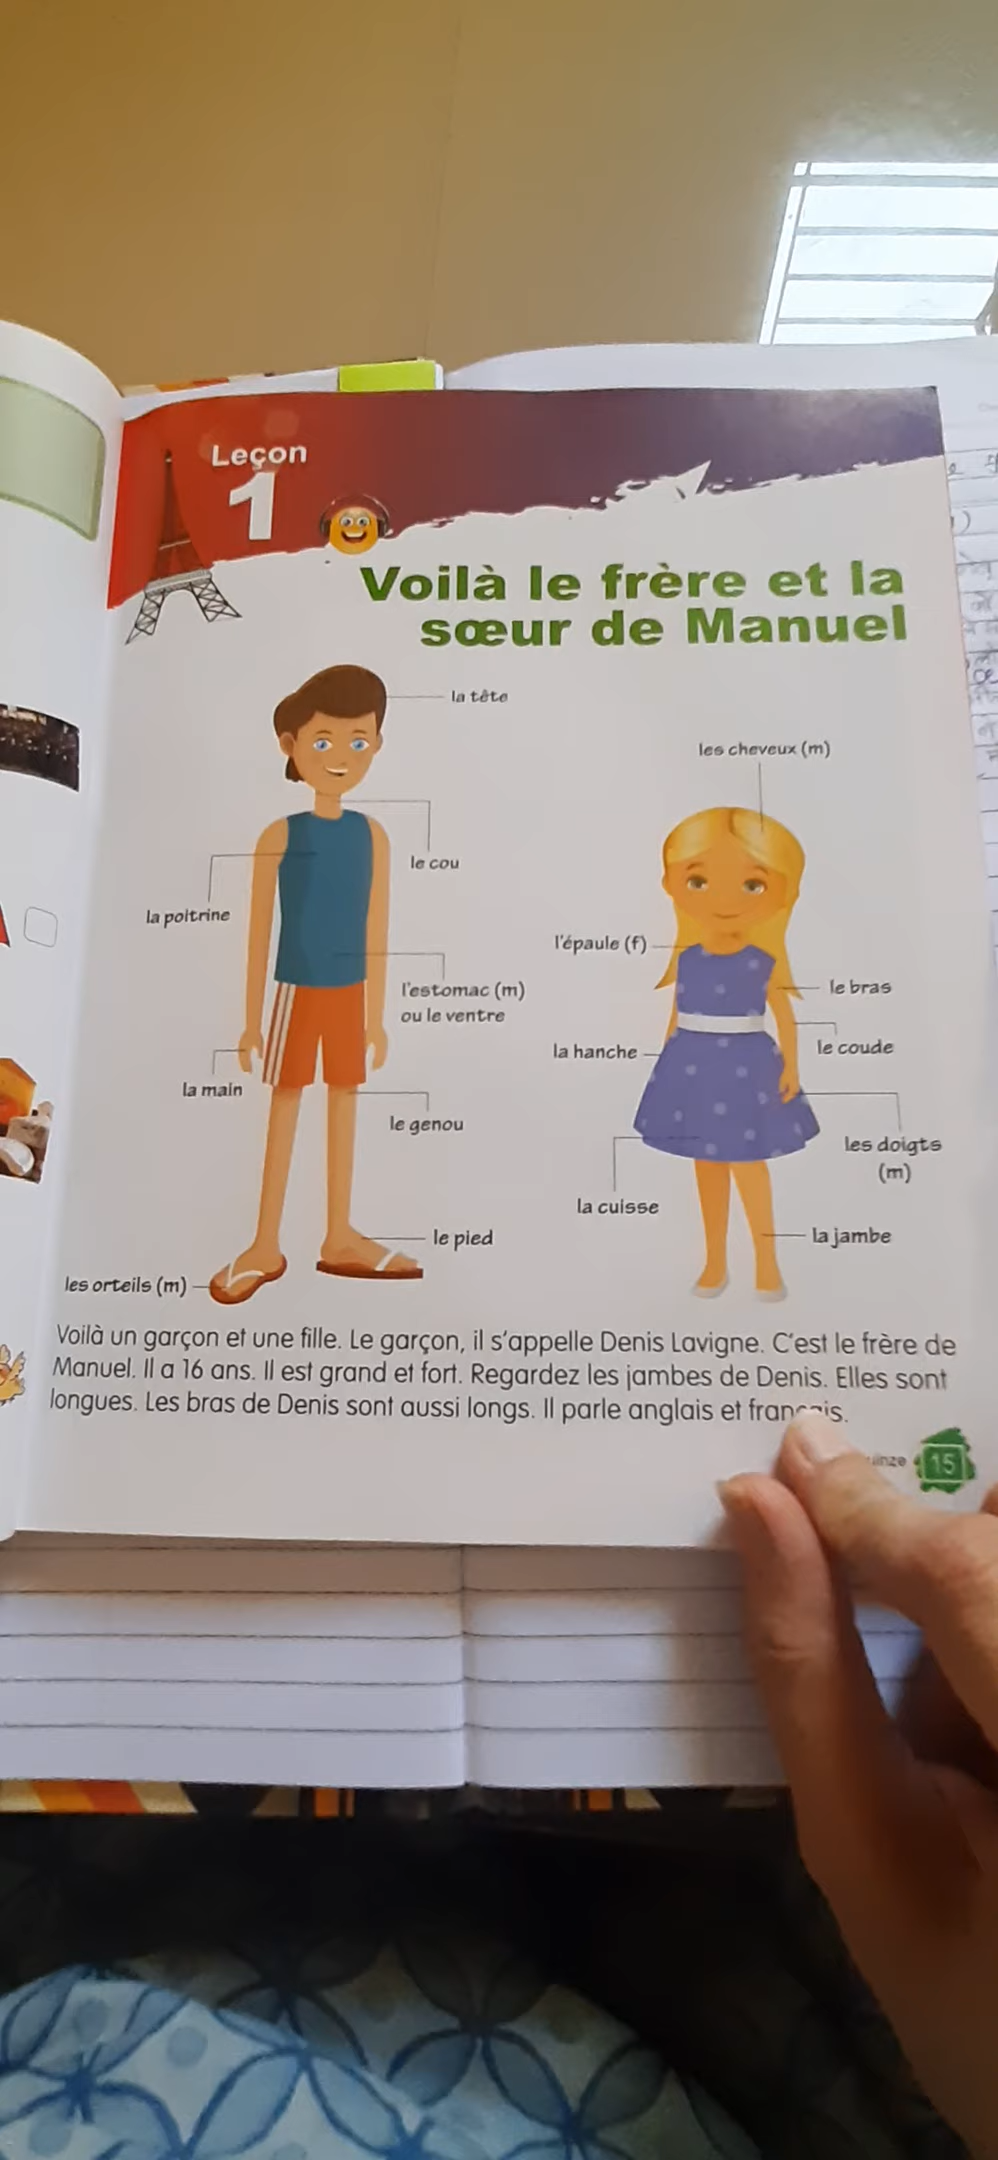 Leçon
1
Voilà le frère et la
sœur de Manuel
la tête
les cheveux (m)
le cou
la poitrine
l'épaule (f)
l'estomac (m)
ou le ventre
le bras
la hanche
le coude
la main
le genou
les doigts
(m)
la cuisse
le pied
la jambe
les orteils (m)
Voilà un garçon et une fille. Le garçon, il s'appelle Denis Lavigne. C'est le frère de
Manuel. Il a 16 ans. Il est grand et fort. Regardez les jambes de Denis. Elles sont
longues. Les bras de Denis sont aussi longs. Il parle anglais et français.
15